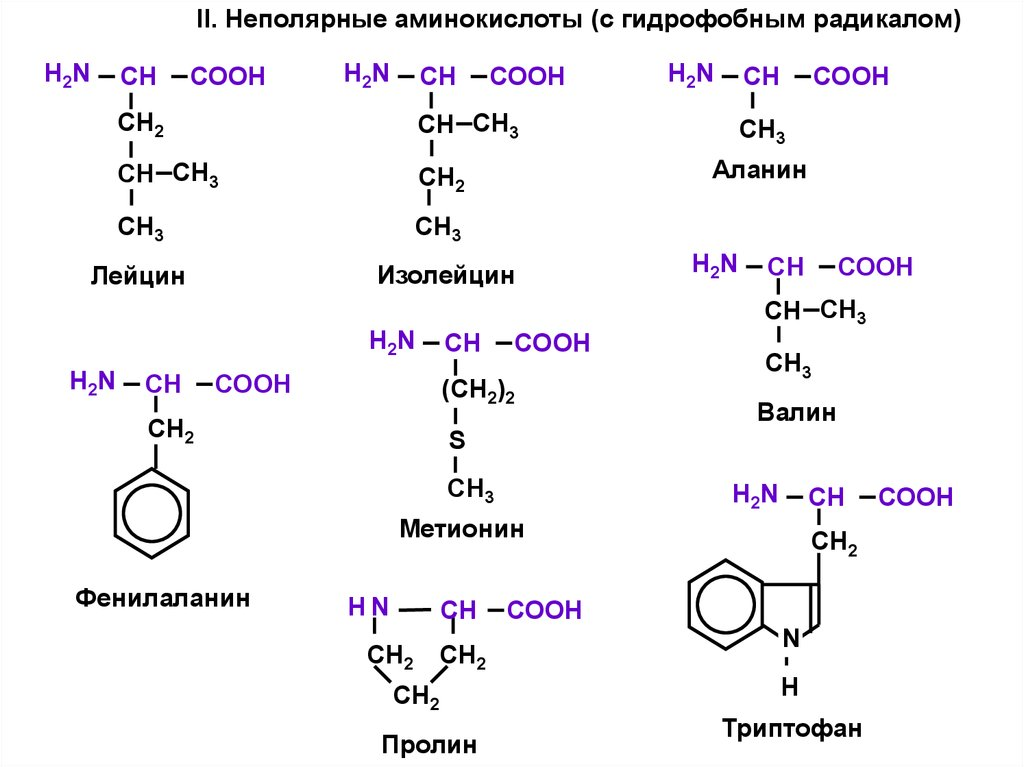 II. Неполярные аминокислоты (с гидрофобным радикалом)
H₂N – CH – COOH
CH₂
CH – CH₃
CH₃
Лейцин
H₂N – CH – COOH
CH – CH₃
CH₂
CH₃
Изолейцин
H₂N – CH – COOH
CH₃
Аланин
H₂N – CH – COOH
CH – CH₃
CH₃
Валин
H₂N – CH – COOH
CH₂
Фенилаланин
H₂N – CH – COOH
(CH₂)₂
S
CH₃
Метионин
H N – CH – COOH
CH₂ CH₂
CH₂
Пролин
H₂N – CH COOH
CH₂
N
H
Триптофан